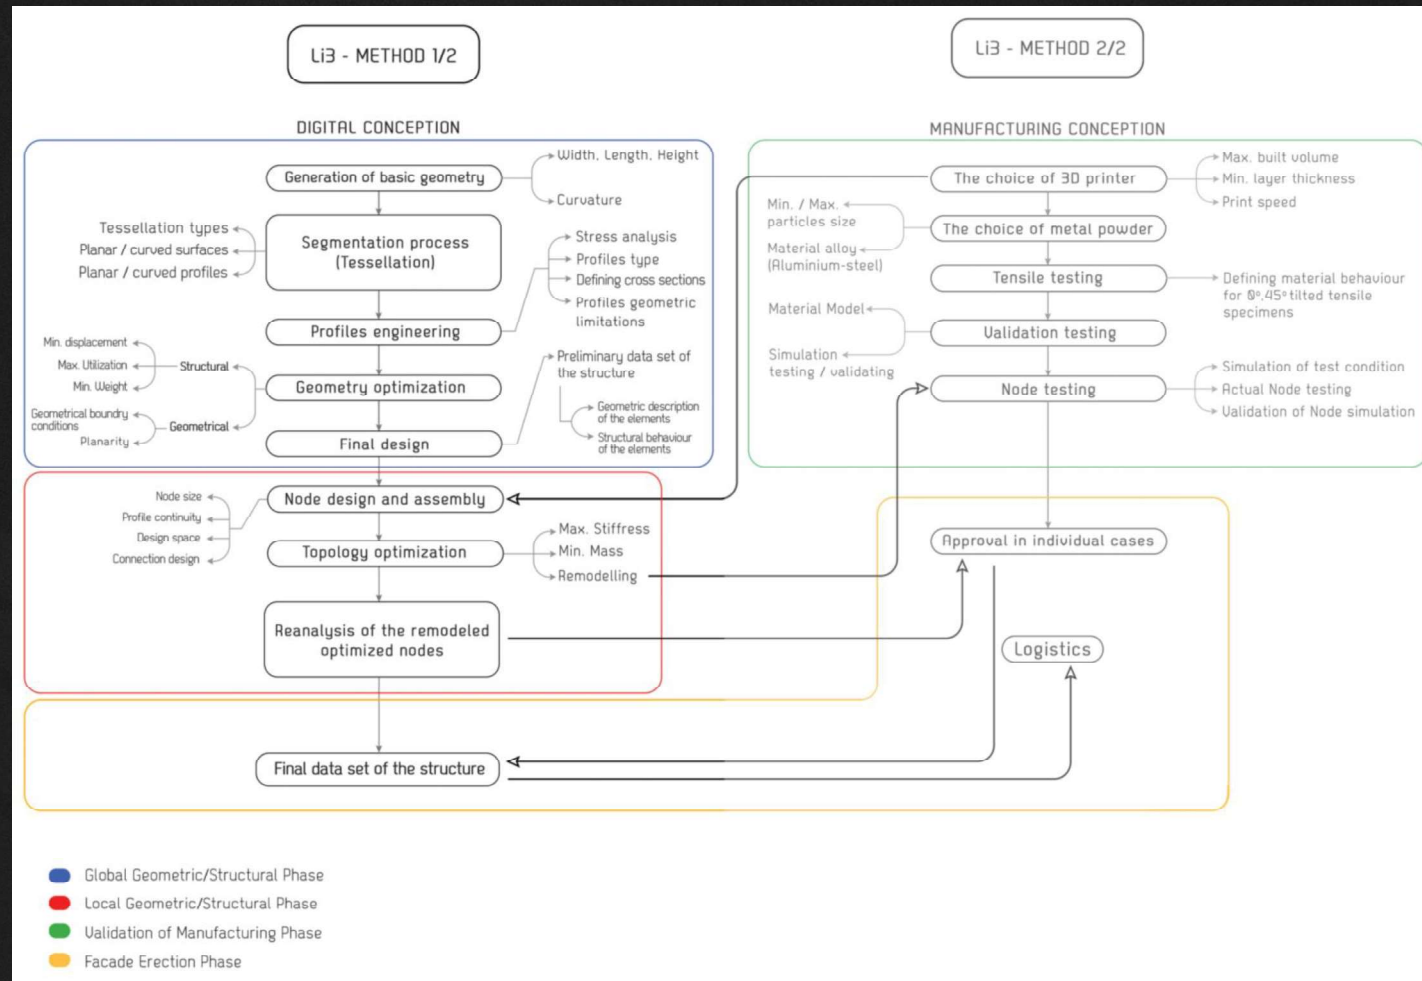 Li3 - METHOD 1/2
DIGITAL CONCEPTION
Generation of basic geometry
Width, Length, Height
Curvature
Segmentation process
(Tessellation)
Tessellation types
Planar / curved surfaces
Planar / curved profiles
Profiles engineering
Stress analysis
Profiles type
Defining cross sections
Profiles geometric
limitations
Geometry optimization
Structural
Min. displacement
Max. Utilization
Min. Weight
Geometrical
Geometrical boundry
conditions
Planarity
Final design
Preliminary data set of
the structure
Geometric description
of the elements
Structural behaviour
of the elements
Node design and assembly
Node size
Profile continuity
Design space
Connection design
Topology optimization
Max. Stiffress
Min. Mass
Remodelling
Reanalysis of the remodeled
optimized nodes
Final data set of the structure
Li3 - METHOD 2/2
MANUFACTURING CONCEPTION
The choice of 3D printer
Max. built volume
Min. layer thickness
Print speed
The choice of metal powder
Min. / Max.
particles size
Material alloy
(Aluminium-steel)
Tensile testing
Defining material behaviour
for 0°,45° tilted tensile
specimens
Validation testing
Material Model
Simulation
testing / validating
Node testing
Simulation of test condition
Actual Node testing
Validation of Node simulation
Approval in individual cases
Logistics
Global Geometric/Structural Phase
Local Geometric/Structural Phase
Validation of Manufacturing Phase
Facade Erection Phase